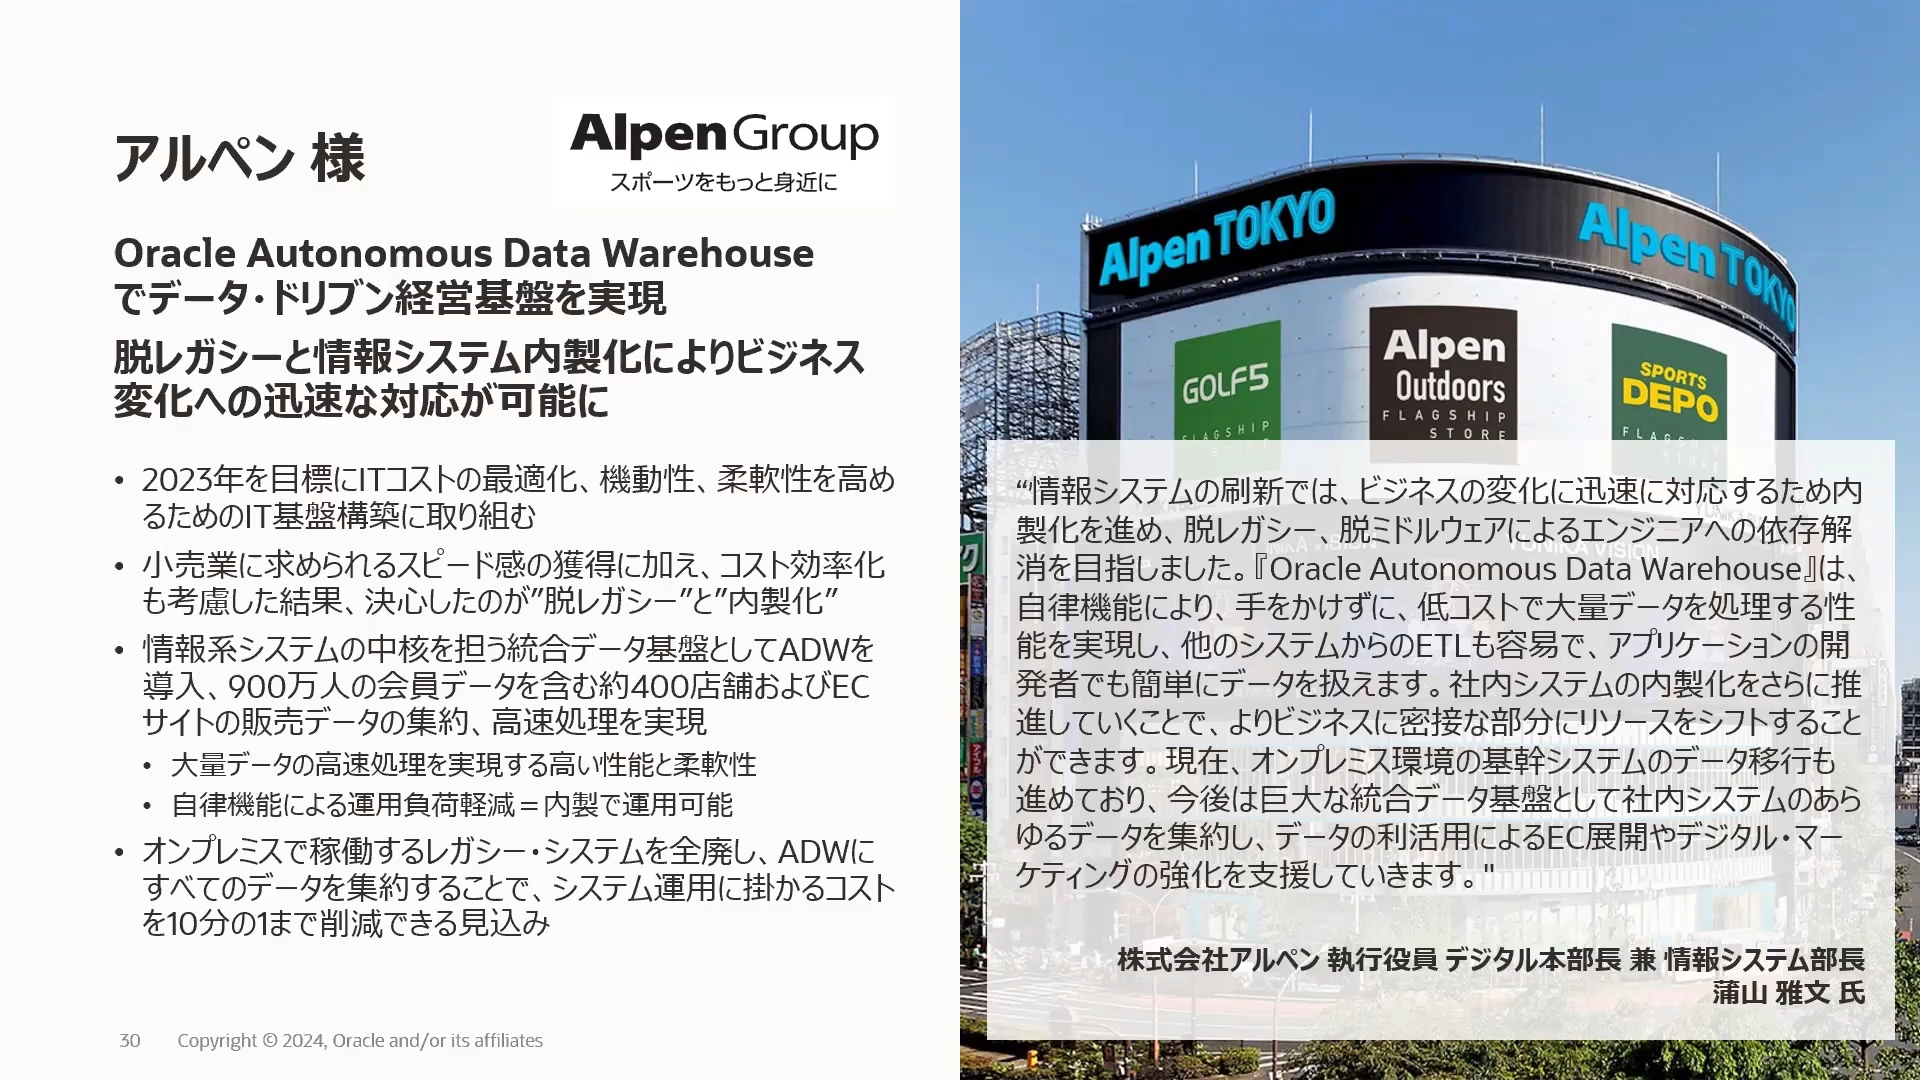 アルペン 様
AlpenGroup
スポーツをもっと身近に
Oracle Autonomous Data Warehouse
でデータ・ドリブン経営基盤を実現
脱レガシーと情報システム内製化によりビジネス
変化への迅速な対応が可能に
• 2023年を目標にITコストの最適化、機動性、柔軟性を高め
るためのIT基盤構築に取り組む
• 小売業に求められるスピード感の獲得に加え、コスト効率化
も考慮した結果、決心したのが”脱レガシー”と”内製化”
• 情報系システムの中核を担う統合データ基盤としてADWを
導入、900万人の会員データを含む約400店舗およびEC
サイトの販売データの集約、高速処理を実現
• 大量データの高速処理を実現する高い性能と柔軟性
• 自律機能による運用負荷軽減＝内製で運用可能
• オンプレミスで稼働するレガシー・システムを全廃し、ADWに
すべてのデータを集約することで、システム運用に掛かるコスト
を10分の1まで削減できる見込み
30 Copyright © 2024, Oracle and/or its affiliates
Alpen TOKYO
Alpen TOKYO
GOLF5
FLAGSHIP
Alpen
Outdoors
FLAGSHIP
STORE
SPORTS
DEPO
FLAGSHIP
YUNIKA VISION
“情報システムの刷新では、ビジネスの変化に迅速に対応するため内
製化を進め、脱レガシー、脱ミドルウェアによるエンジニアへの依存解
消を目指しました。『Oracle Autonomous Data Warehouse』は、
自律機能により、手をかけずに、低コストで大量データを処理する性
能を実現し、他のシステムからのETLも容易で、アプリケーションの開
発者でも簡単にデータを扱えます。社内システムの内製化をさらに推
進していくことで、よりビジネスに密接な部分にリソースをシフトすること
ができます。現在、オンプレミス環境の基幹システムのデータ移行も
進めており、今後は巨大な統合データ基盤として社内システムのあら
ゆるデータを集約し、データの利活用によるEC展開やデジタル・マー
ケティングの強化を支援していきます。"
株式会社アルペン 執行役員 デジタル本部長 兼 情報システム部長
蒲山 雅文 氏